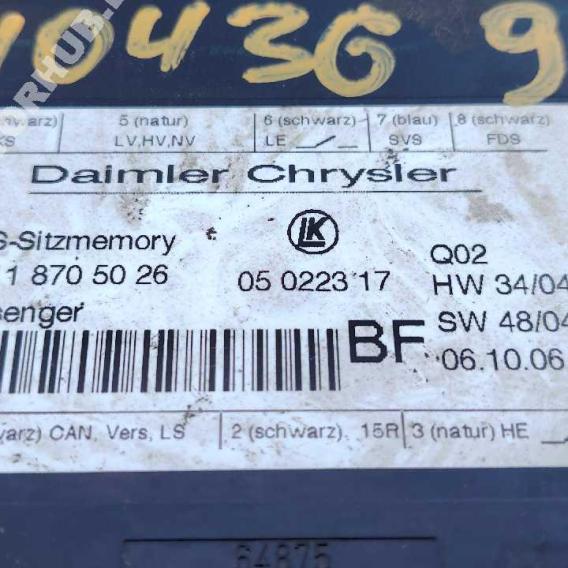 10436 9
5 (natur) 6 (schwarz) 7 (blau) 8 (schwarz)
LV,HV,NV LE SVS FDS
Daimler Chrysler
-Sitzmemory LK Q02
1 870 50 26 05 0223 17 HW 34/04
senger BF SW 48/04
06.10.06
warz) CAN, Vers, LS 2 (schwarz). 15R 3 (natur) HE
64875